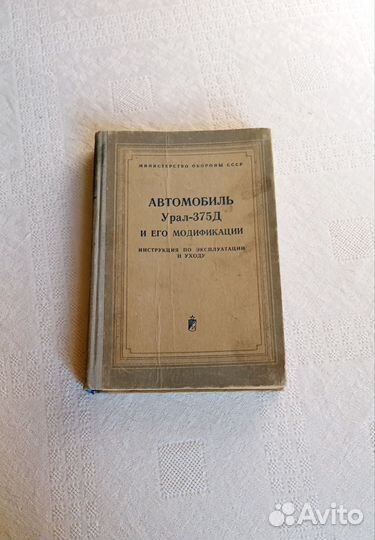 МИНИСТЕРСТВО ОБОРОНЫ СССР
АВТОМОБИЛЬ
Урал-375Д
И ЕГО МОДИФИКАЦИИ
ИНСТРУКЦИЯ ПО ЭКСПЛУАТАЦИИ
И УХОДУ
Avito